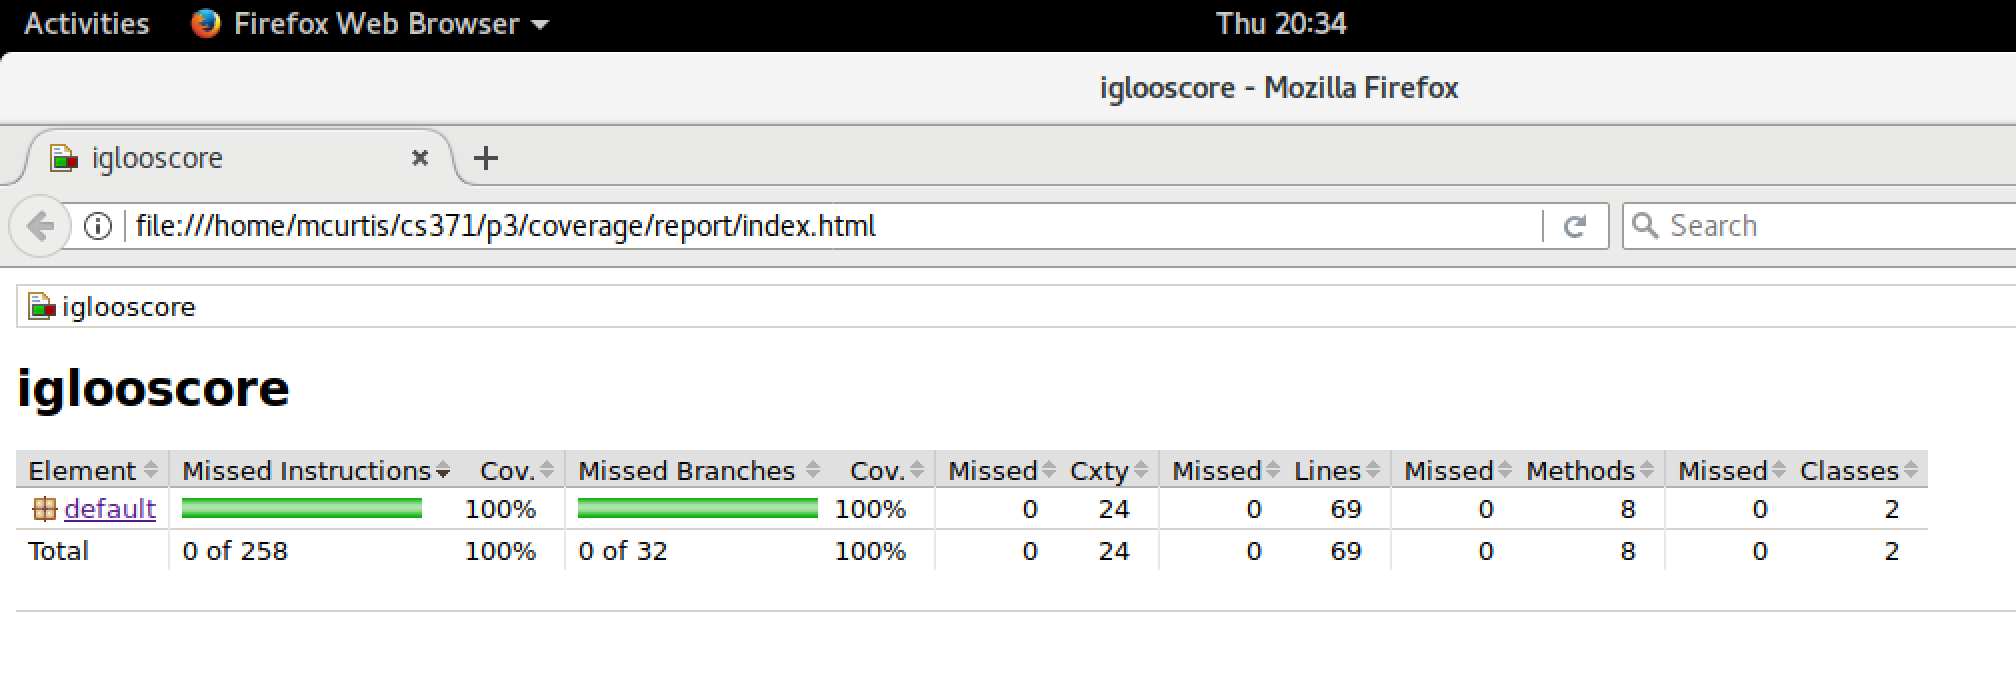 Activities Firefox Web Browser Thu 20:34
iglooscore - Mozilla Firefox
iglooscore
file:///home/mcurtis/cs371/p3/coverage/report/index.html Search
iglooscore
iglooscore
Element Missed Instructions Cov. Missed Branches Cov. Missed Cxty Missed Lines Missed Methods Missed Classes
default 100% 100% 0 24 0 69 0 8 0 2
Total 0 of 258 100% 0 of 32 100% 0 24 0 69 0 8 0 2